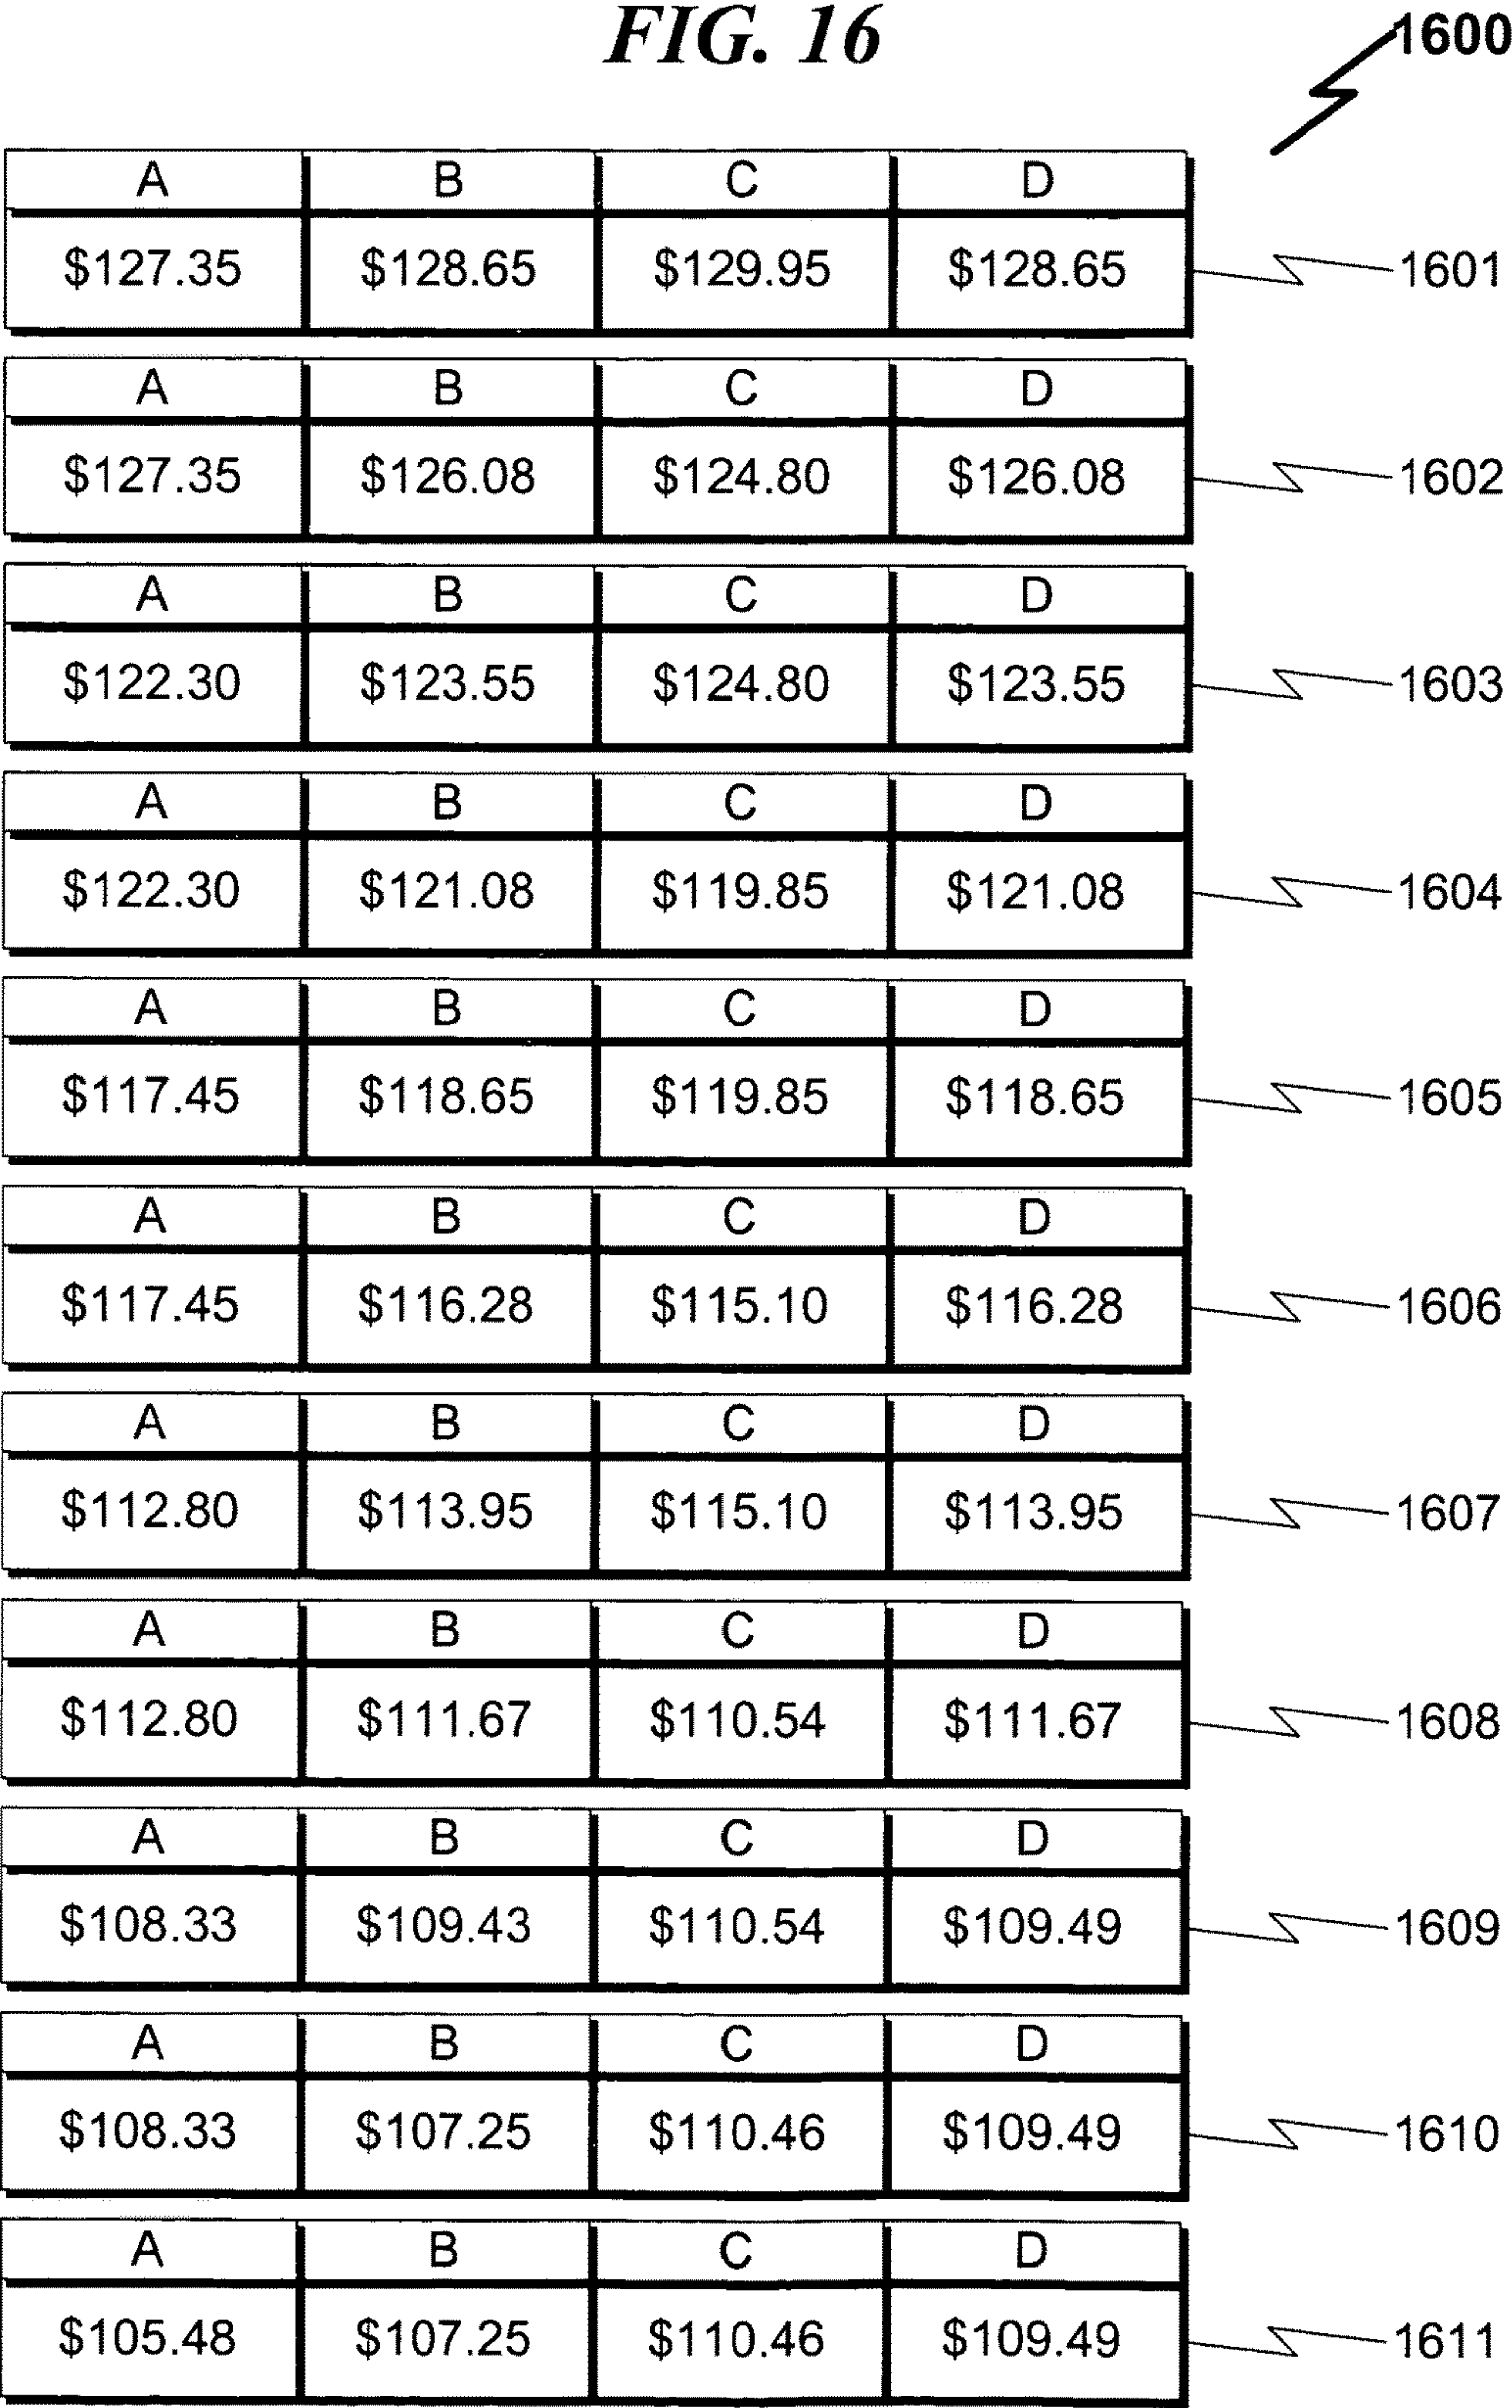 FIG. 16
1600
A B C D
$127.35 $128.65 $129.95 $128.65 1601
A B C D
$127.35 $126.08 $124.80 $126.08 1602
A B C D
$122.30 $123.55 $124.80 $123.55 1603
A B C D
$122.30 $121.08 $119.85 $121.08 1604
A B C D
$117.45 $118.65 $119.85 $118.65 1605
A B C D
$117.45 $116.28 $115.10 $116.28 1606
A B C D
$112.80 $113.95 $115.10 $113.95 1607
A B C D
$112.80 $111.67 $110.54 $111.67 1608
A B C D
$108.33 $109.43 $110.54 $109.49 1609
A B C D
$108.33 $107.25 $110.46 $109.49 1610
A B C D
$105.48 $107.25 $110.46 $109.49 1611